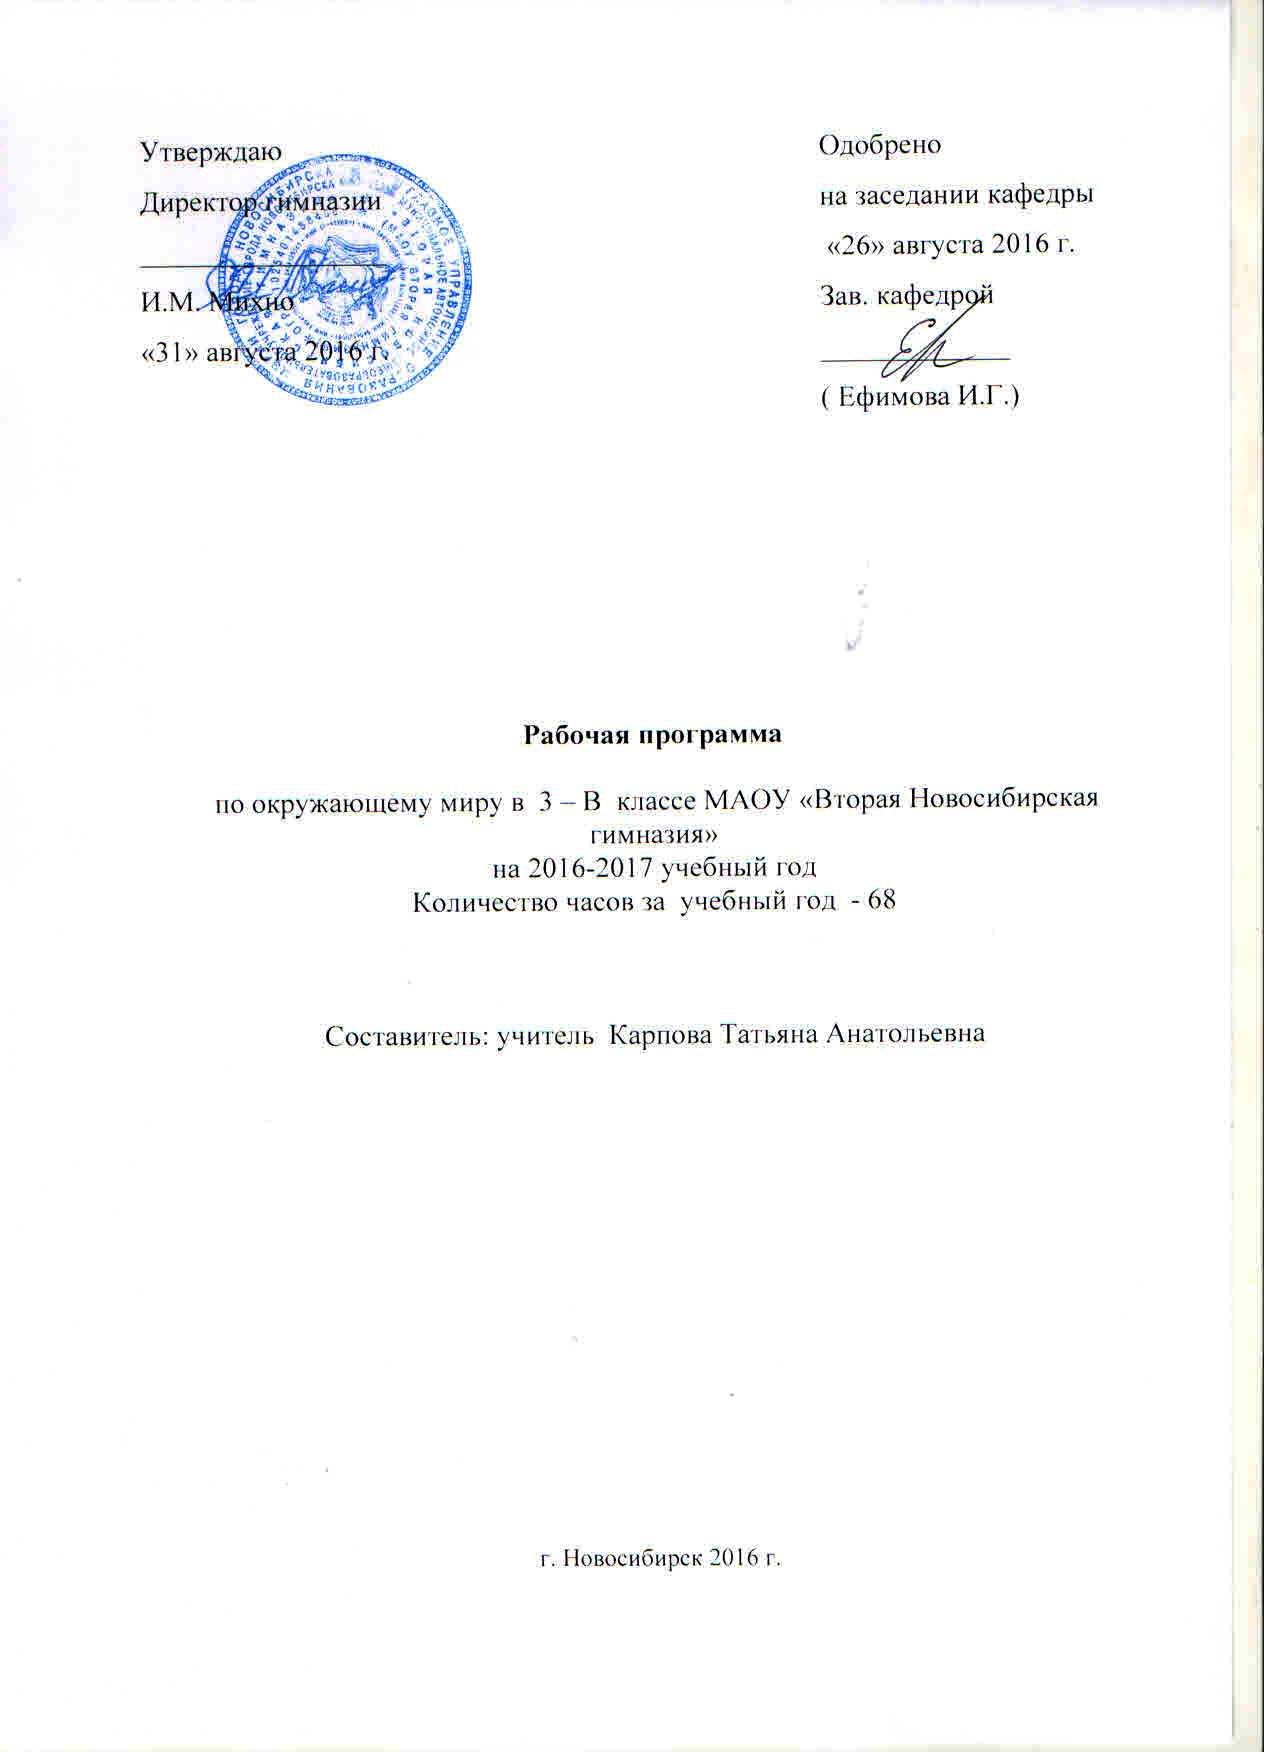 Утверждаю
Директор гимназии
И.М. Михно
«31» августа 2016 г.
Одобрено
на заседании кафедры
«26» августа 2016 г.
Зав. кафедрой
( Ефимова И.Г.)
Рабочая программа
по окружающему миру в 3 – В классе МАОУ «Вторая Новосибирская
гимназия»
на 2016-2017 учебный год
Количество часов за учебный год - 68
Составитель: учитель Карпова Татьяна Анатольевна
г. Новосибирск 2016 г.